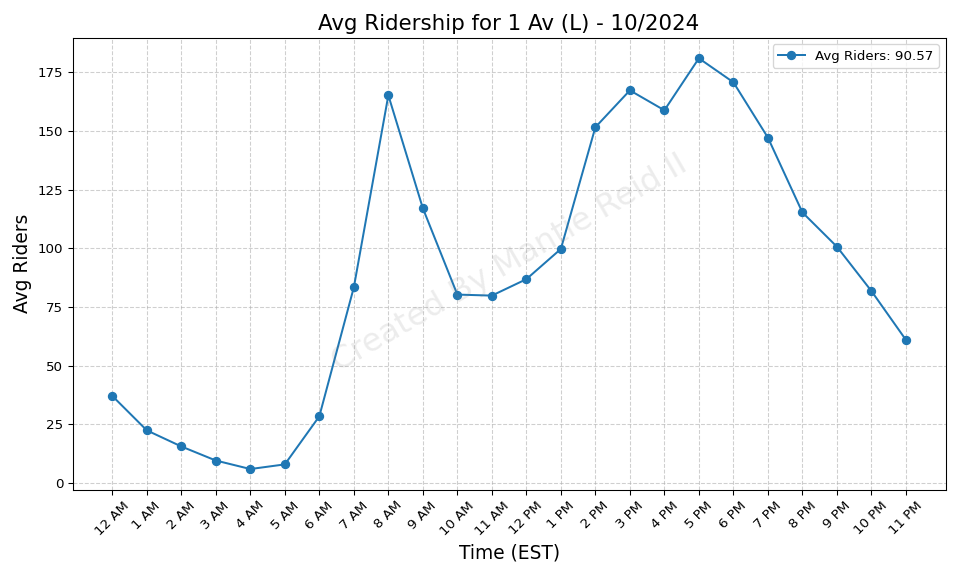 Avg Ridership for 1 Av (L) - 10/2024
Avg Riders: 90.57
Avg Riders
175
150
125
100
75
50
25
0
Created By Mantie Reid II
12 AM
1 AM
2 AM
3 AM
4 AM
5 AM
6 AM
7 AM
8 AM
9 AM
10 AM
11 AM
12 PM
1 PM
2 PM
3 PM
4 PM
5 PM
6 PM
7 PM
8 PM
9 PM
10 PM
11 PM
Time (EST)